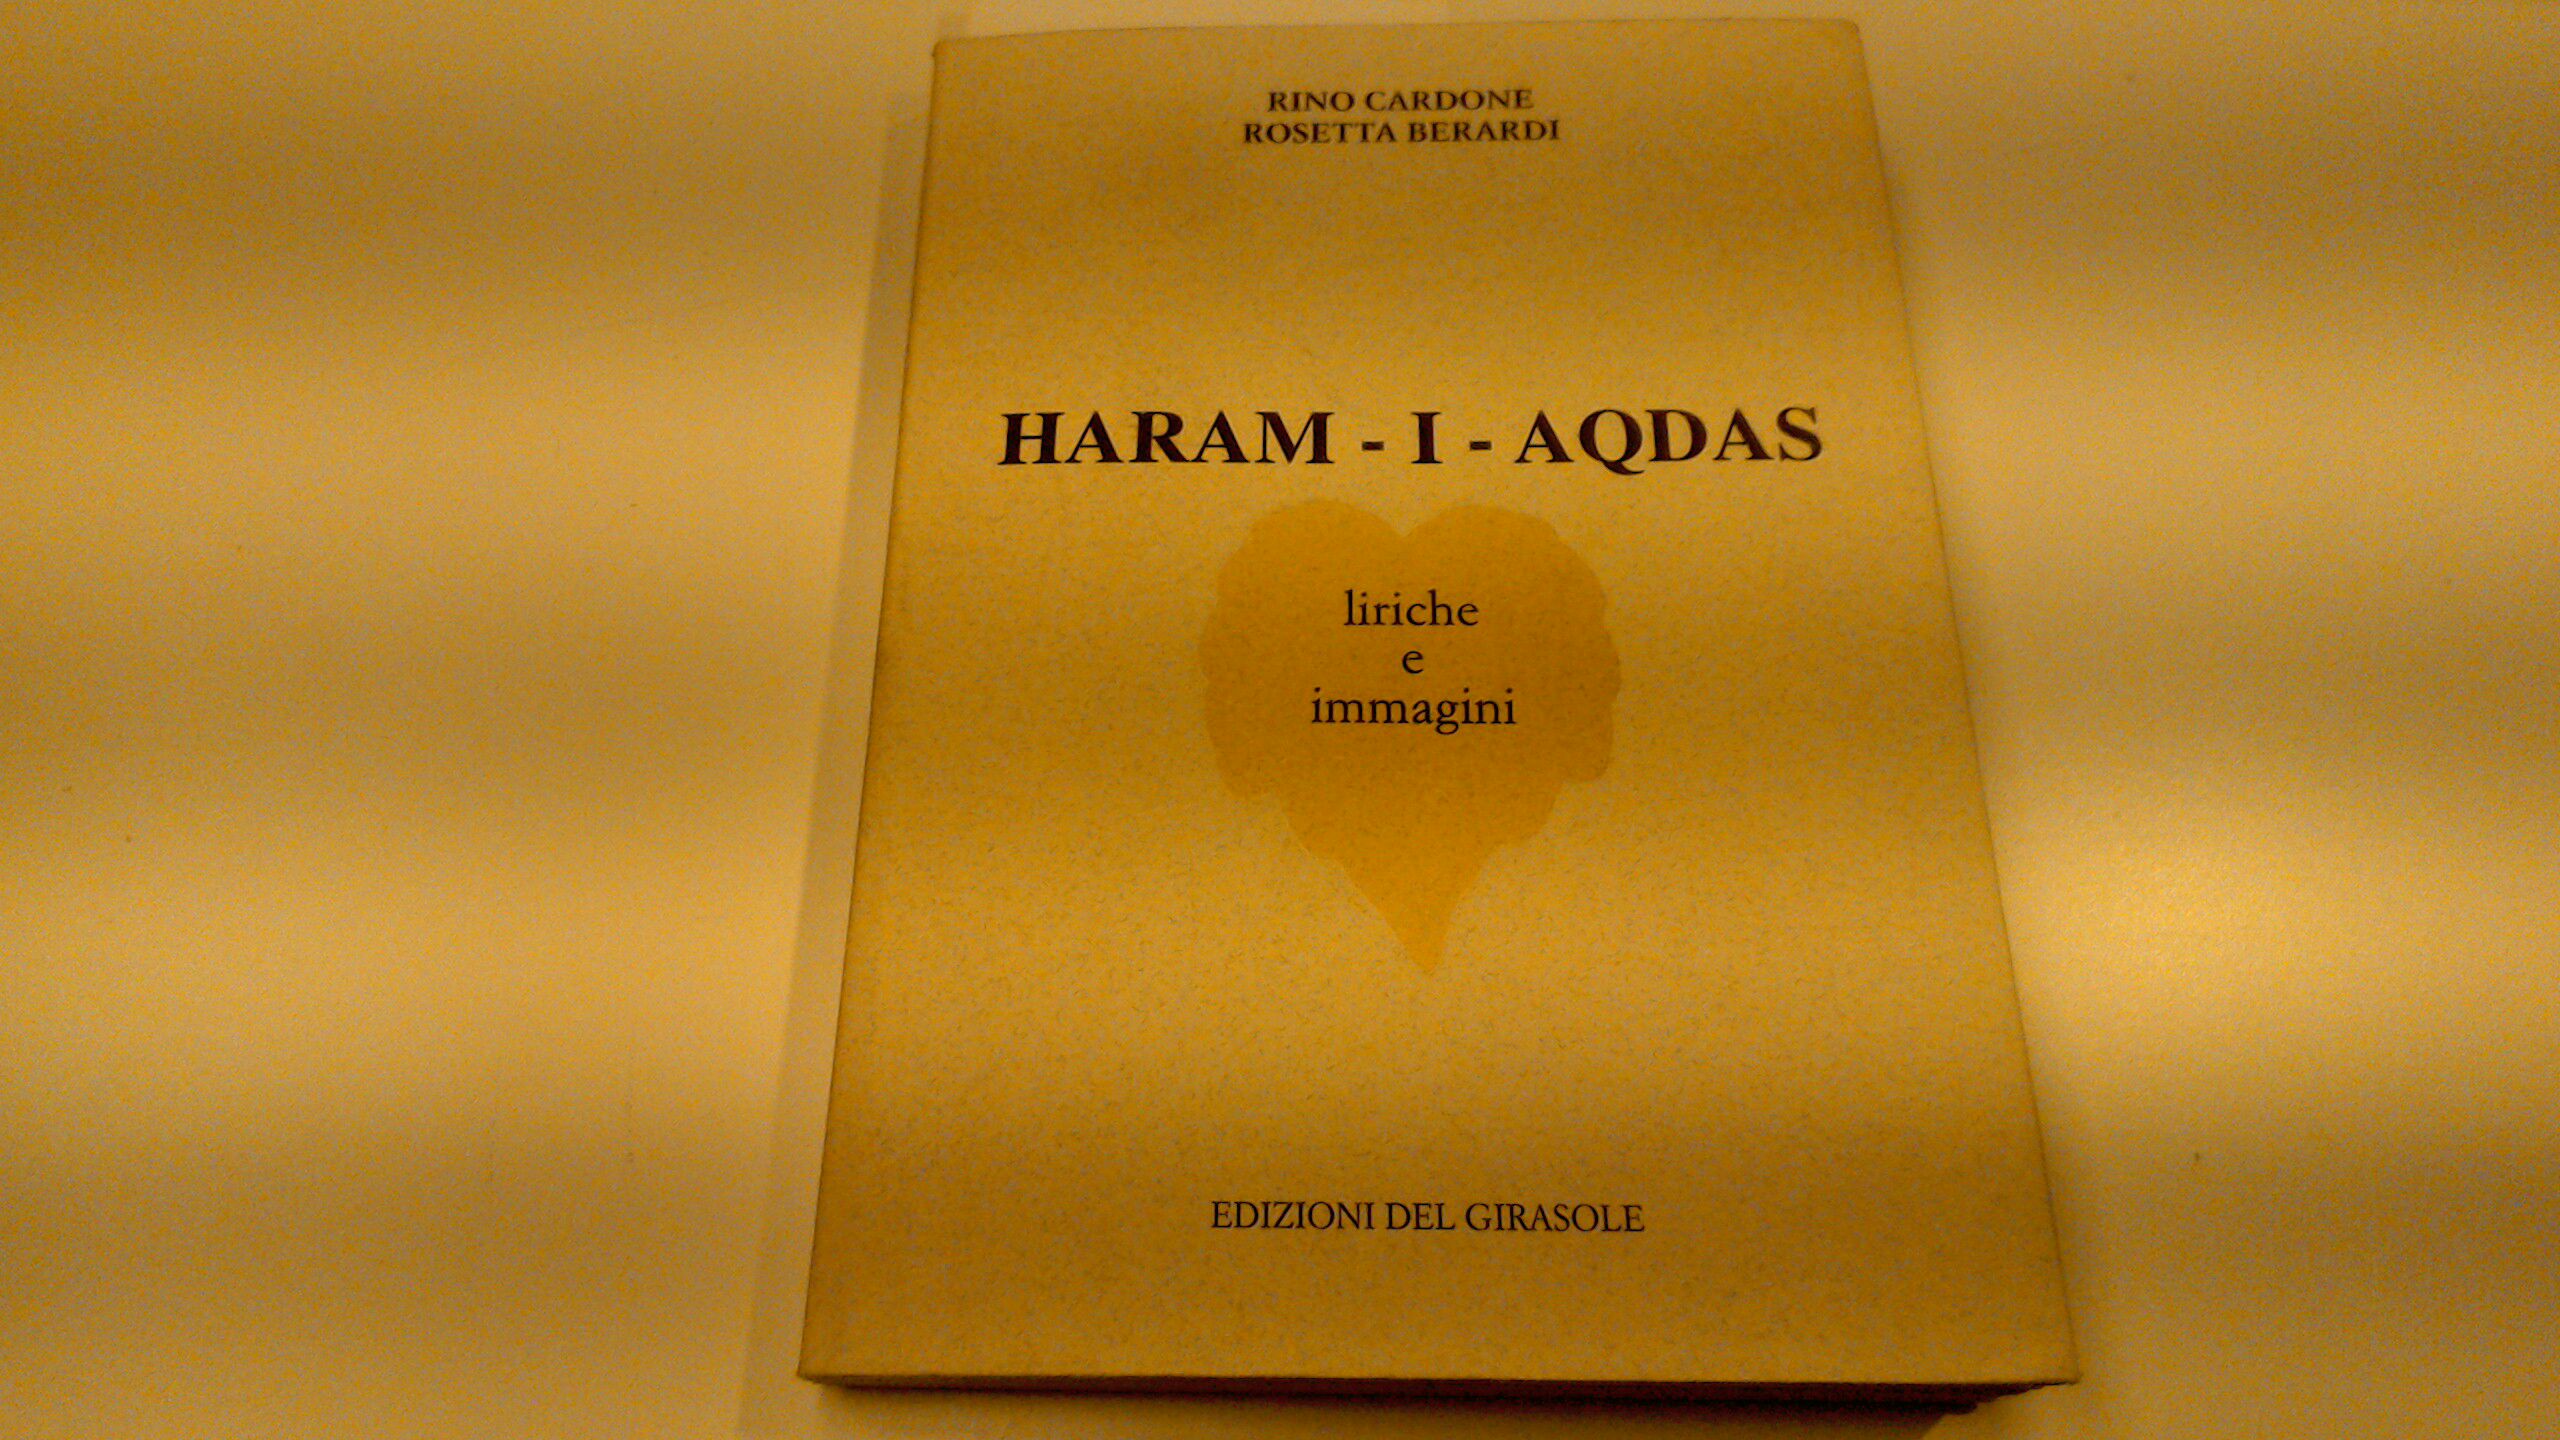 RINO CARDONE
ROSETTA BERARDI
HARAM - I - AQDAS
liriche
e
immagini
EDIZIONI DEL GIRASOLE